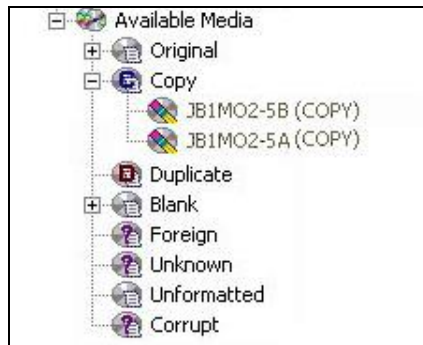 Available Media
Original
Copy
JB1MO2-5B (COPY)
JB1MO2-5A (COPY)
Duplicate
Blank
Foreign
Unknown
Unformatted
Corrupt